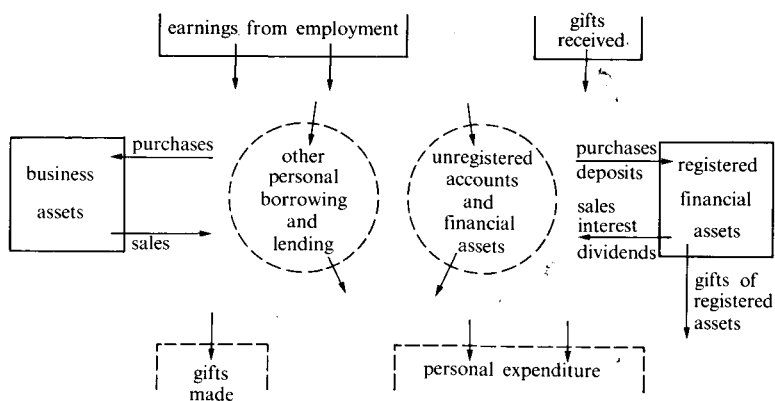 earnings from employment
gifts
received
purchases
business
assets
sales
other
personal
borrowing
and
lending
unregistered
accounts
and
financial
assets
purchases
deposits
sales
interest
dividends
registered
financial
assets
gifts of
registered
assets
gifts
made
personal expenditure